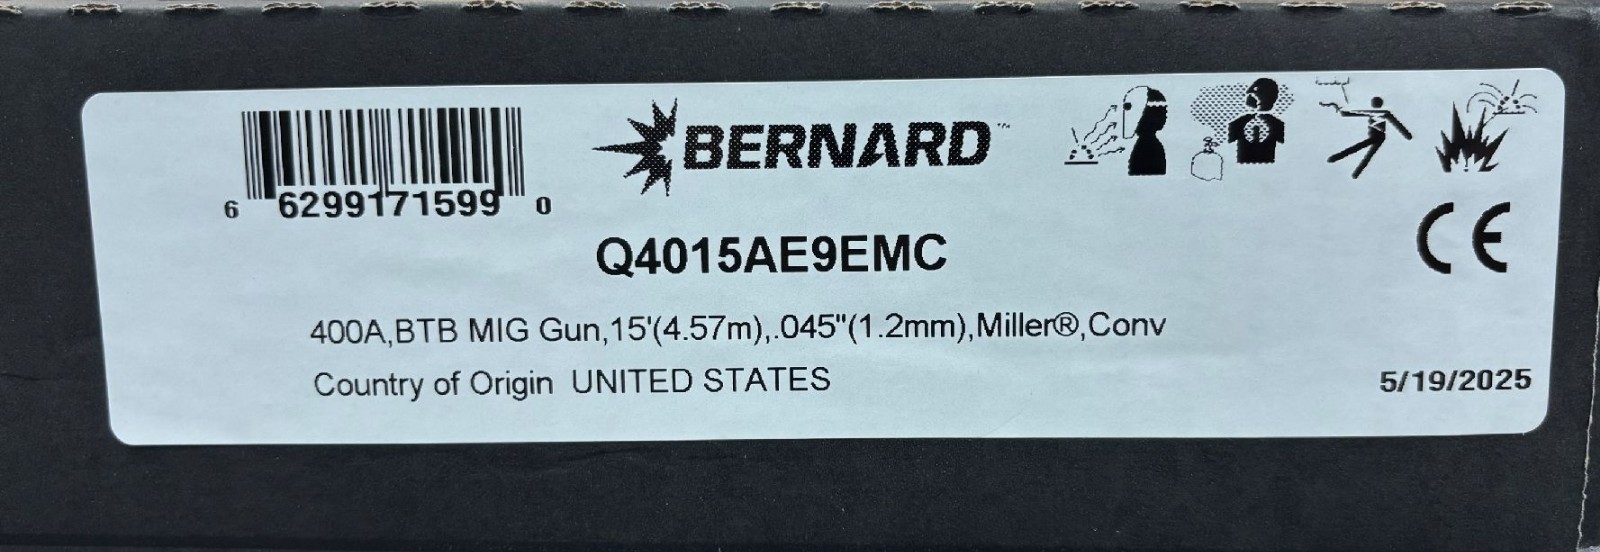 6 6299171599 0
BERNARD™
CE
Q4015AE9EMC
400A,BTB MIG Gun,15'(4.57m),.045"(1.2mm),Miller®,Conv
Country of Origin UNITED STATES
5/19/2025